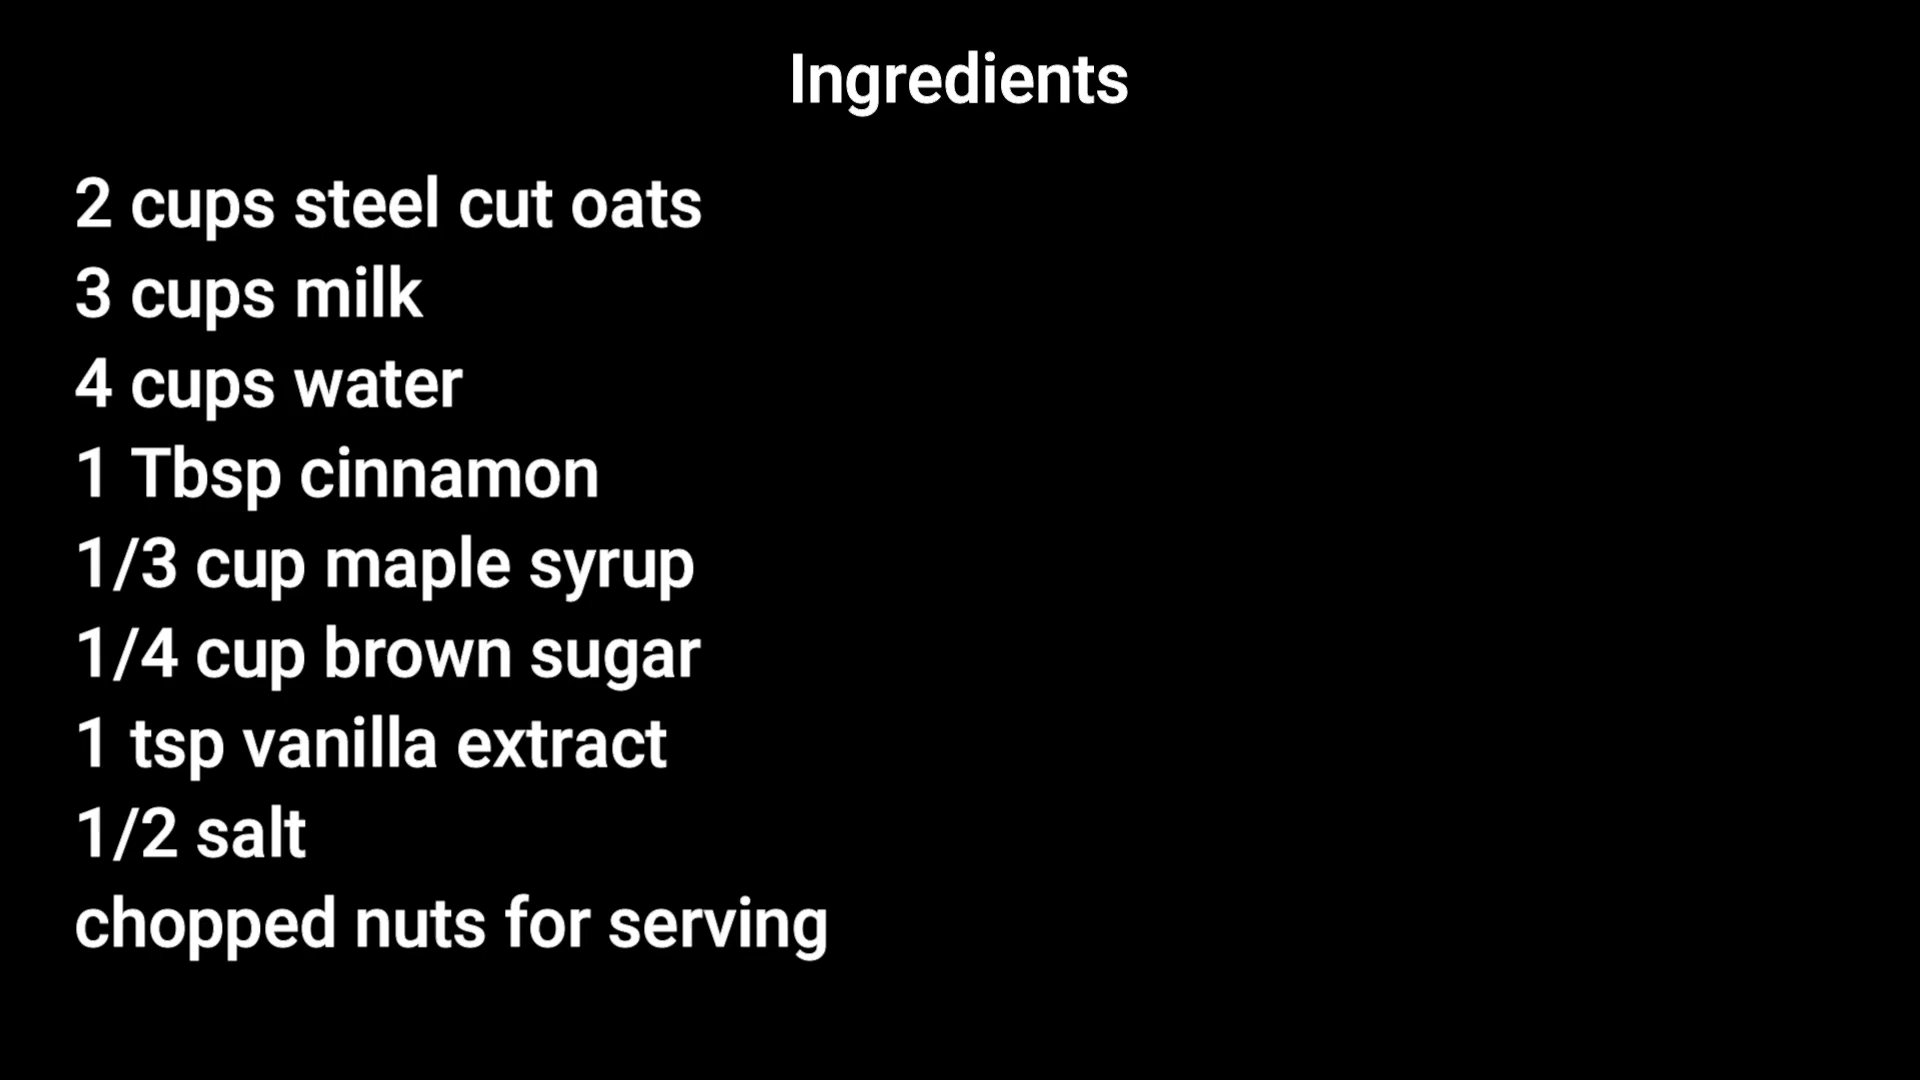 Ingredients
2 cups steel cut oats
3 cups milk
4 cups water
1 Tbsp cinnamon
1/3 cup maple syrup
1/4 cup brown sugar
1 tsp vanilla extract
1/2 salt
chopped nuts for serving